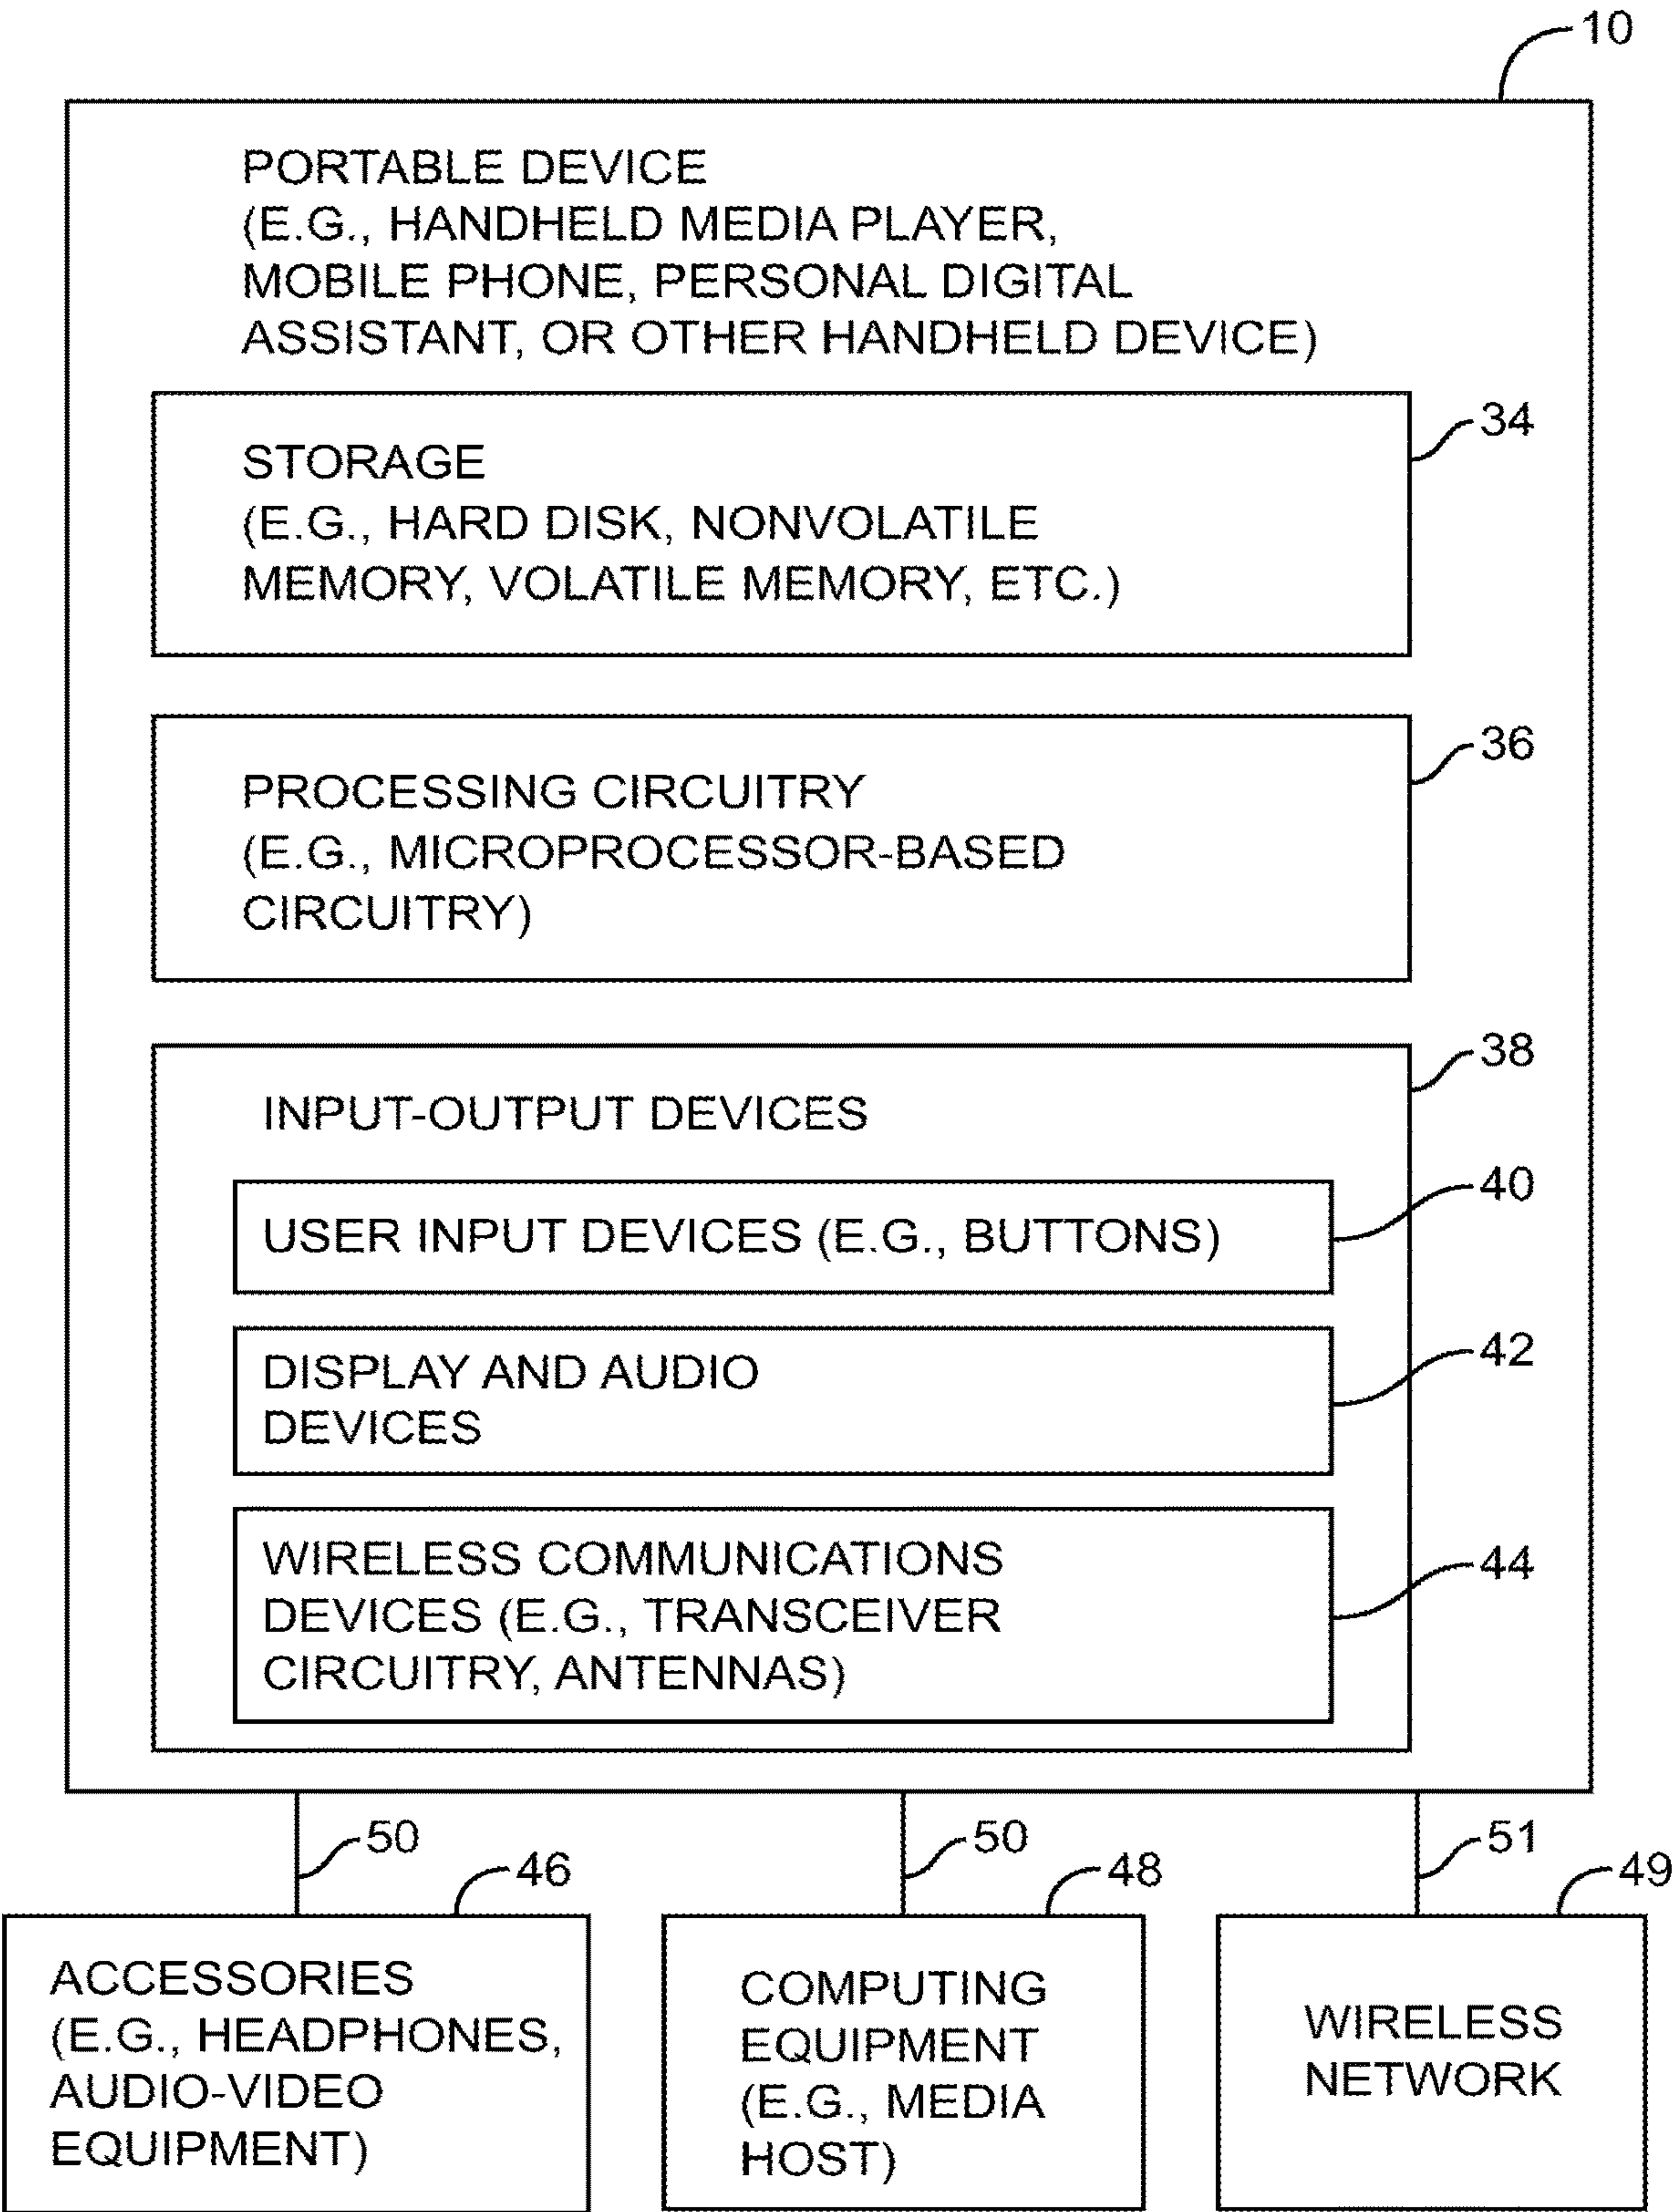 10
PORTABLE DEVICE
(E.G., HANDHELD MEDIA PLAYER,
MOBILE PHONE, PERSONAL DIGITAL
ASSISTANT, OR OTHER HANDHELD DEVICE)
34
STORAGE
(E.G., HARD DISK, NONVOLATILE
MEMORY, VOLATILE MEMORY, ETC.)
36
PROCESSING CIRCUITRY
(E.G., MICROPROCESSOR-BASED
CIRCUITRY)
38
INPUT-OUTPUT DEVICES
40
USER INPUT DEVICES (E.G., BUTTONS)
42
DISPLAY AND AUDIO
DEVICES
44
WIRELESS COMMUNICATIONS
DEVICES (E.G., TRANSCEIVER
CIRCUITRY, ANTENNAS)
50
46
50
48
51
49
ACCESSORIES
(E.G., HEADPHONES,
AUDIO-VIDEO
EQUIPMENT)
COMPUTING
EQUIPMENT
(E.G., MEDIA
HOST)
WIRELESS
NETWORK